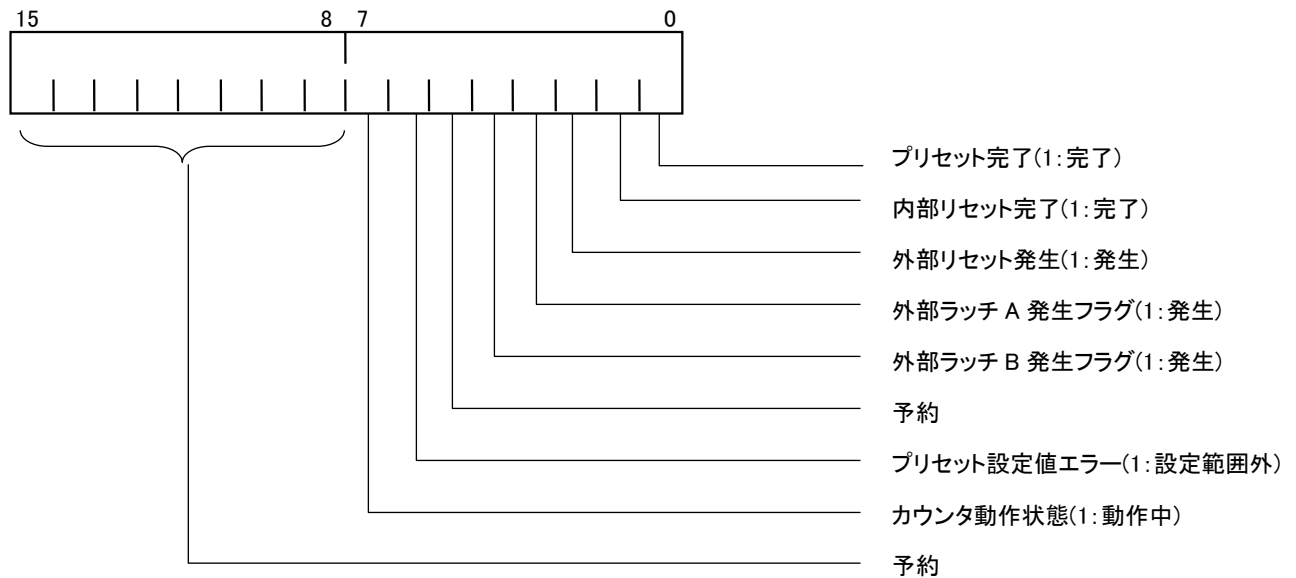 15 8 7 0
プリセット完了(1:完了)
内部リセット完了(1:完了)
外部リセット発生(1:発生)
外部ラッチ A 発生フラグ(1:発生)
外部ラッチ B 発生フラグ(1:発生)
予約
プリセット設定値エラー(1:設定範囲外)
カウンタ動作状態(1:動作中)
予約